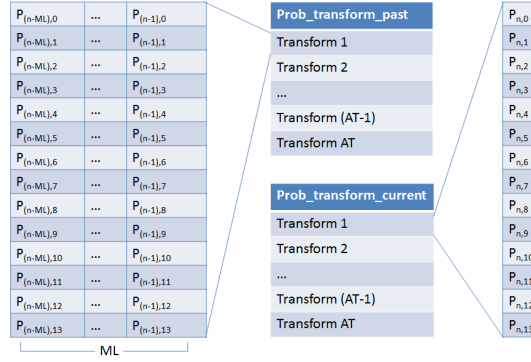 P(n-ML),0 ... P(n-1),0
P(n-ML),1 ... P(n-1),1
P(n-ML),2 ... P(n-1),2
P(n-ML),3 ... P(n-1),3
P(n-ML),4 ... P(n-1),4
P(n-ML),5 ... P(n-1),5
P(n-ML),6 ... P(n-1),6
P(n-ML),7 ... P(n-1),7
P(n-ML),8 ... P(n-1),8
P(n-ML),9 ... P(n-1),9
P(n-ML),10 ... P(n-1),10
P(n-ML),11 ... P(n-1),11
P(n-ML),12 ... P(n-1),12
P(n-ML),13 ... P(n-1),13
ML
Prob_transform_past
Transform 1
Transform 2
...
Transform (AT-1)
Transform AT
Prob_transform_current
Transform 1
Transform 2
...
Transform (AT-1)
Transform AT
Pn,0
Pn,1
Pn,2
Pn,3
Pn,4
Pn,5
Pn,6
Pn,7
Pn,8
Pn,9
Pn,10
Pn,11
Pn,12
Pn,13